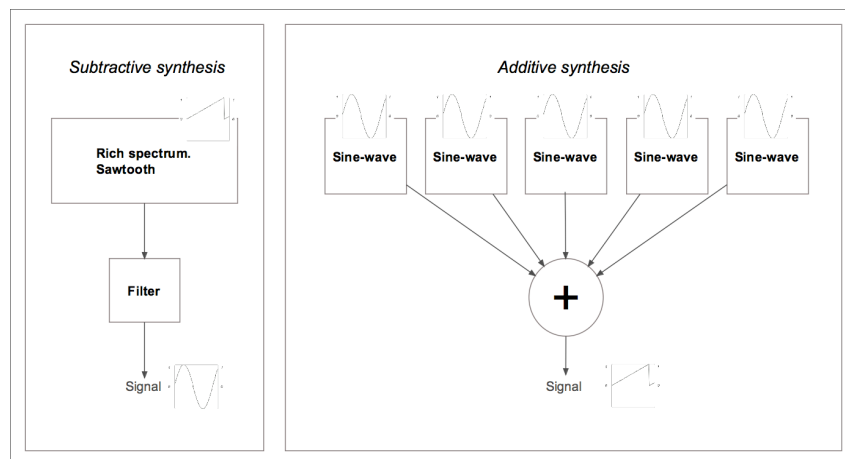 Subtractive synthesis
Rich spectrum.
Sawtooth
Filter
Signal
Additive synthesis
Sine-wave
Sine-wave
Sine-wave
Sine-wave
Sine-wave
+
Signal